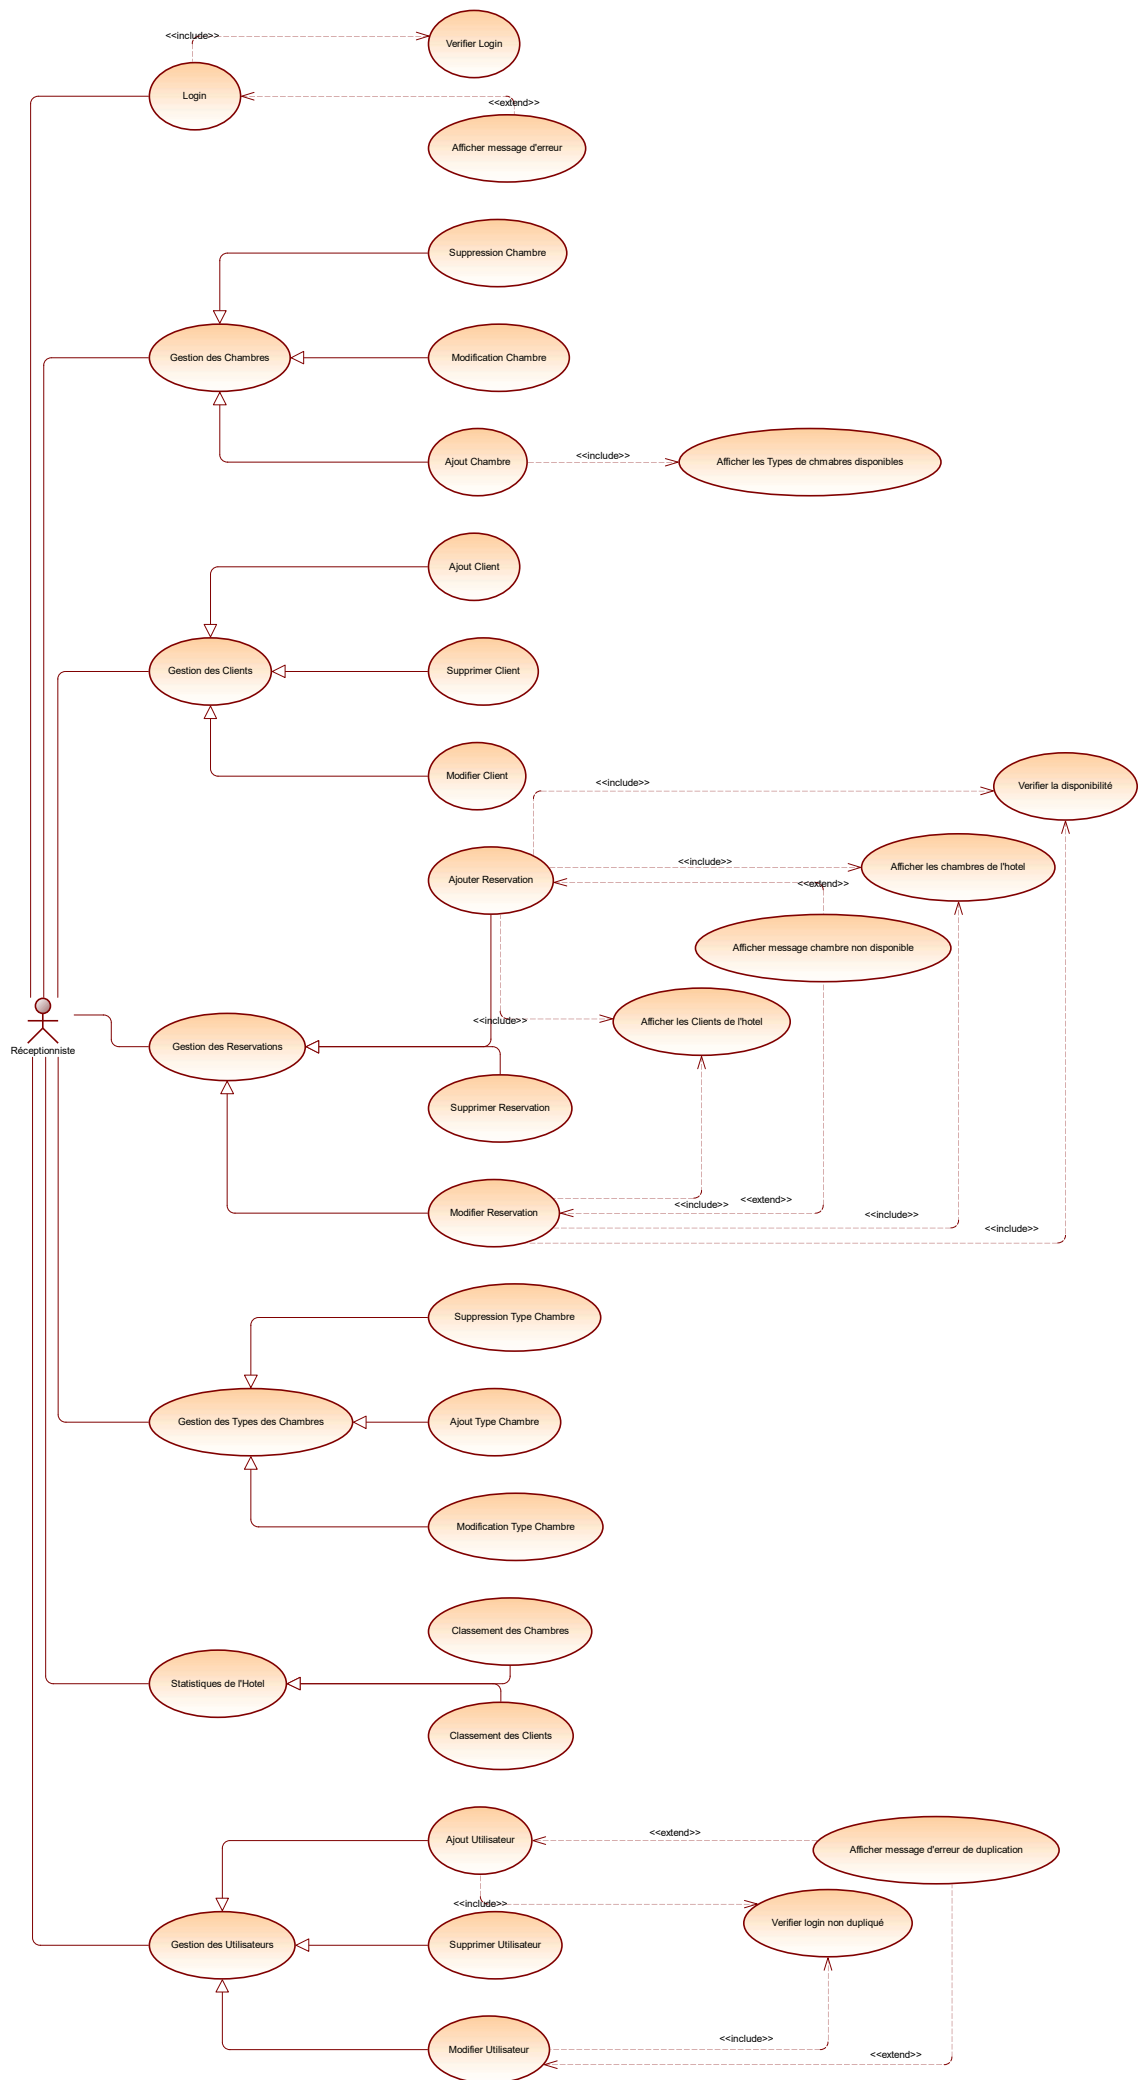 <<include>>
Verifier Login
Login
<<extend>>
Afficher message d'erreur
Suppression Chambre
Gestion des Chambres
Modification Chambre
Ajout Chambre
<<include>>
Afficher les Types de chmabres disponibles
Ajout Client
Gestion des Clients
Supprimer Client
Modifier Client
<<include>>
Verifier la disponibilité
Ajouter Reservation
<<include>>
Afficher les chambres de l'hotel
<<extend>>
Afficher message chambre non disponible
<<include>>
Afficher les Clients de l'hotel
Réceptionniste
Gestion des Reservations
Supprimer Reservation
Modifier Reservation
<<include>>
<<extend>>
<<include>>
<<include>>
Suppression Type Chambre
Gestion des Types des Chambres
Ajout Type Chambre
Modification Type Chambre
Classement des Chambres
Statistiques de l'Hotel
Classement des Clients
Ajout Utilisateur
<<extend>>
Afficher message d'erreur de duplication
<<include>>
Verifier login non dupliqué
Gestion des Utilisateurs
Supprimer Utilisateur
Modifier Utilisateur
<<include>>
<<extend>>